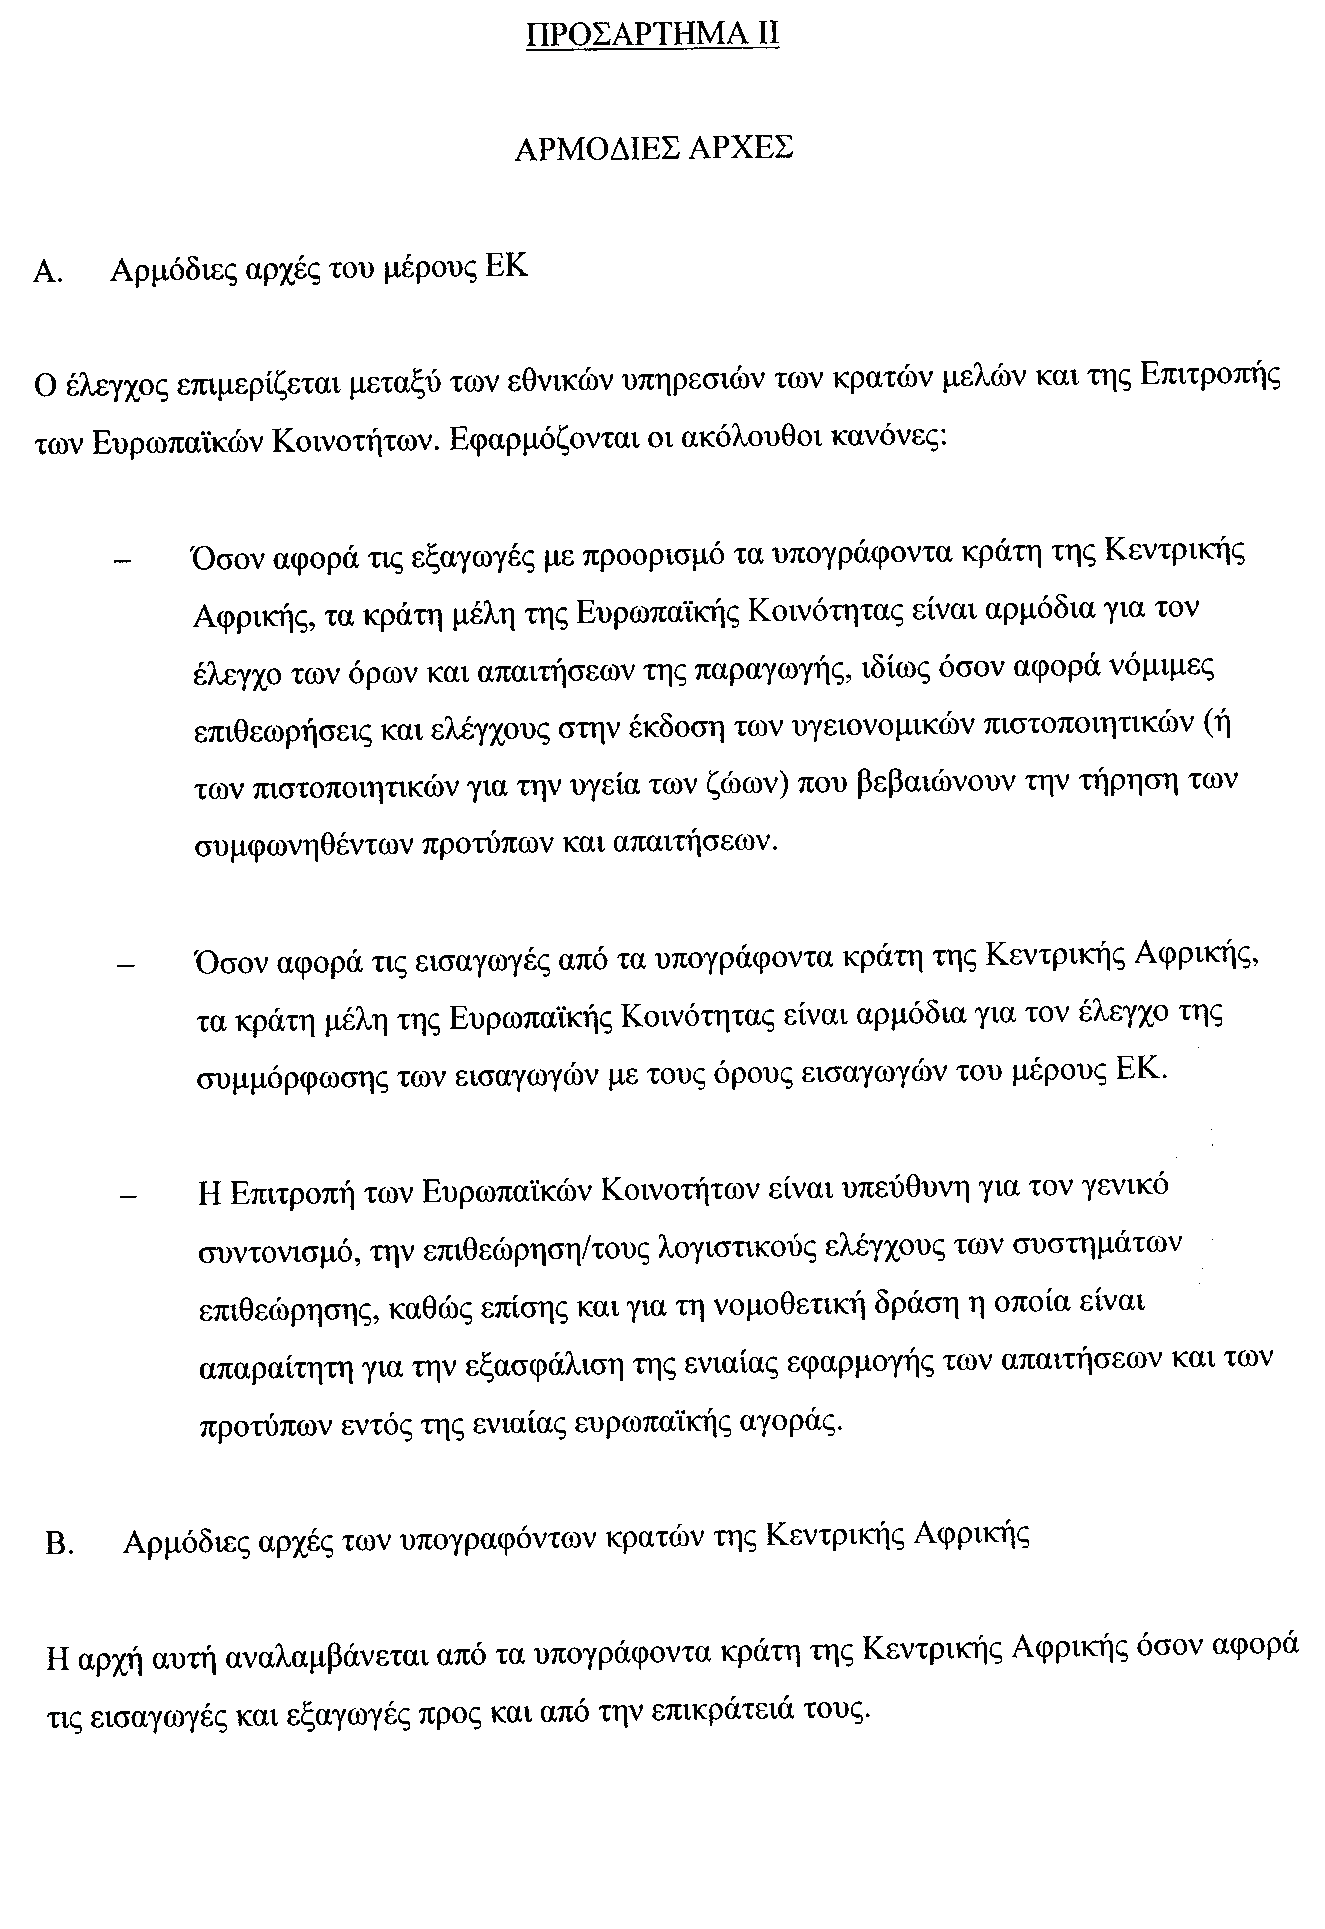 ΠΡΟΣΑΡΤΗΜΑ ΙΙ
ΑΡΜΟΔΙΕΣ ΑΡΧΕΣ
Α. Αρμόδιες αρχές του μέρους ΕΚ
Ο έλεγχος επιμερίζεται μεταξύ των εθνικών υπηρεσιών των κρατών μελών και της Επιτροπής
των Ευρωπαϊκών Κοινοτήτων. Εφαρμόζονται οι ακόλουθοι κανόνες:
– Όσον αφορά τις εξαγωγές με προορισμό τα υπογράφοντα κράτη της Κεντρικής
Αφρικής, τα κράτη μέλη της Ευρωπαϊκής Κοινότητας είναι αρμόδια για τον
έλεγχο των όρων και απαιτήσεων της παραγωγής, ιδίως όσον αφορά νόμιμες
επιθεωρήσεις και ελέγχους στην έκδοση των υγειονομικών πιστοποιητικών (ή
των πιστοποιητικών για την υγεία των ζώων) που βεβαιώνουν την τήρηση των
συμφωνηθέντων προτύπων και απαιτήσεων.
– Όσον αφορά τις εισαγωγές από τα υπογράφοντα κράτη της Κεντρικής Αφρικής,
τα κράτη μέλη της Ευρωπαϊκής Κοινότητας είναι αρμόδια για τον έλεγχο της
συμμόρφωσης των εισαγωγών με τους όρους εισαγωγών του μέρους ΕΚ.
– Η Επιτροπή των Ευρωπαϊκών Κοινοτήτων είναι υπεύθυνη για τον γενικό
συντονισμό, την επιθεώρηση/τους λογιστικούς ελέγχους των συστημάτων
επιθεώρησης, καθώς επίσης και για τη νομοθετική δράση η οποία είναι
απαραίτητη για την εξασφάλιση της ενιαίας εφαρμογής των απαιτήσεων και των
προτύπων εντός της ενιαίας ευρωπαϊκής αγοράς.
Β. Αρμόδιες αρχές των υπογραφόντων κρατών της Κεντρικής Αφρικής
Η αρχή αυτή αναλαμβάνεται από τα υπογράφοντα κράτη της Κεντρικής Αφρικής όσον αφορά
τις εισαγωγές και εξαγωγές προς και από την επικράτειά τους.